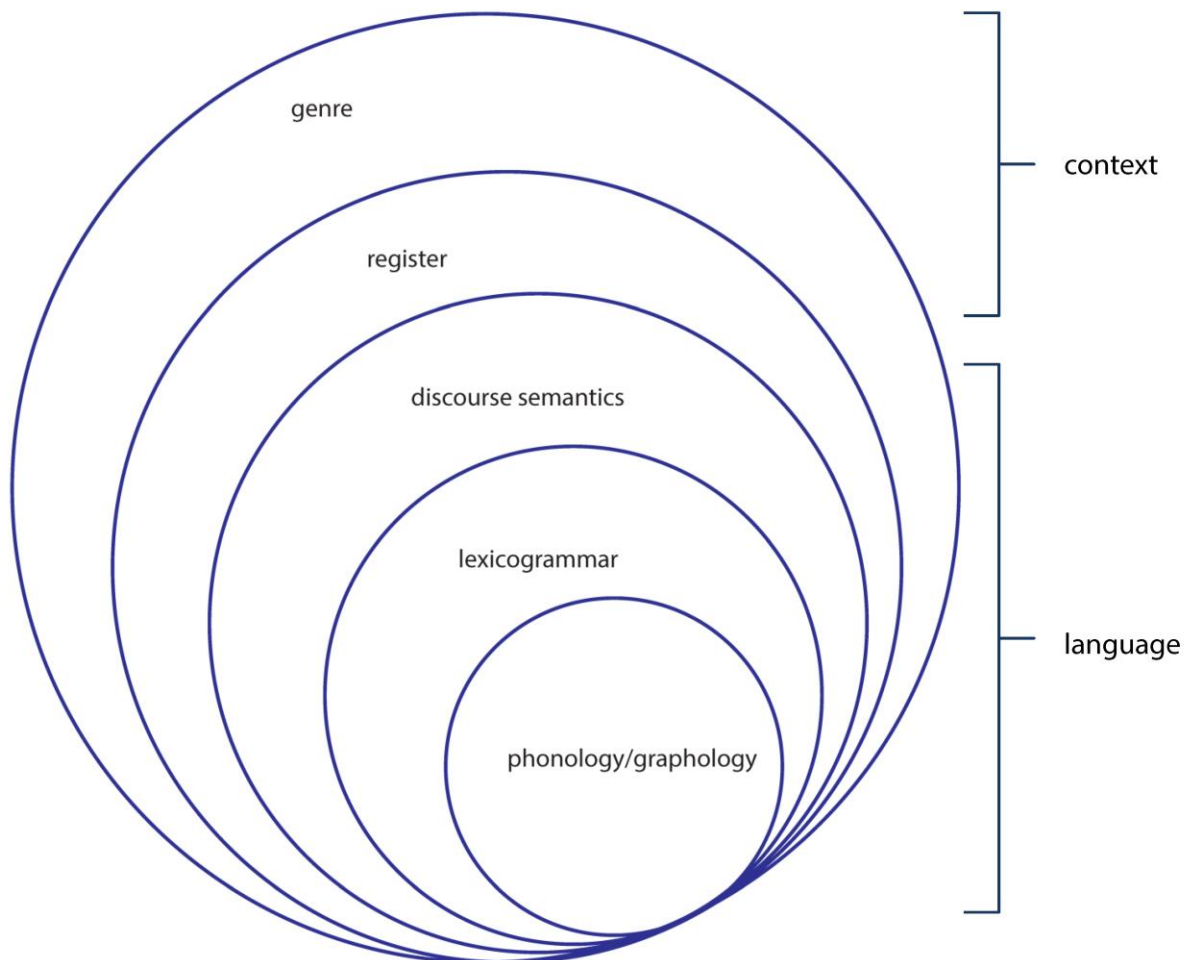 genre
context
register
discourse semantics
lexicogrammar
language
phonology/graphology